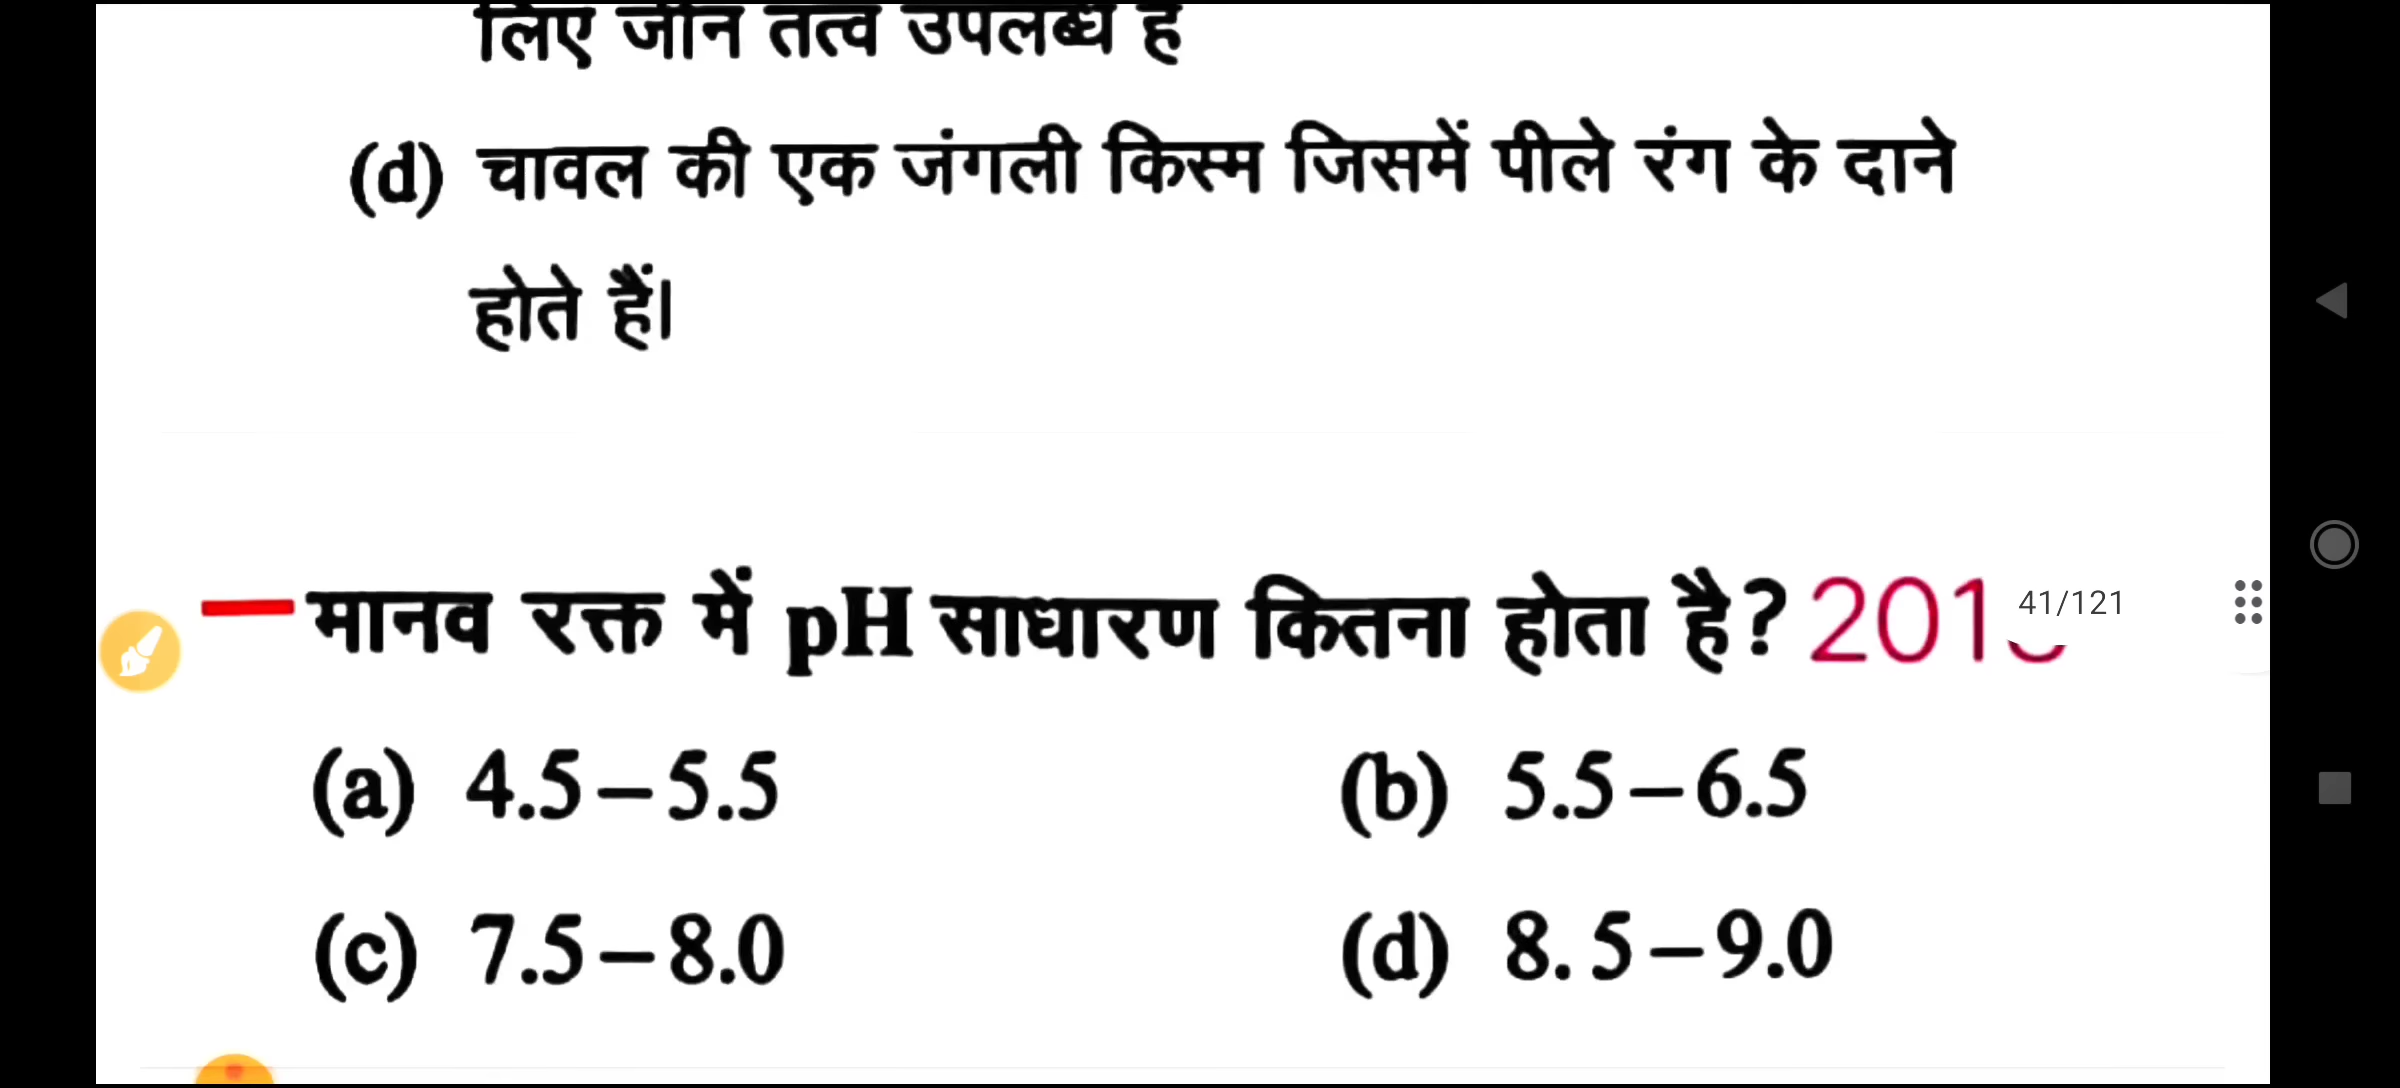 लिए जीन तत्व उपलब्ध हैं
(d) चावल की एक जंगली किस्म जिसमें पीले रंग के दाने
होते हैं।
मानव रक्त में pH साधारण कितना होता है? 41/121
(a) 4.5–5.5 (b) 5.5–6.5
(c) 7.5–8.0 (d) 8.5–9.0